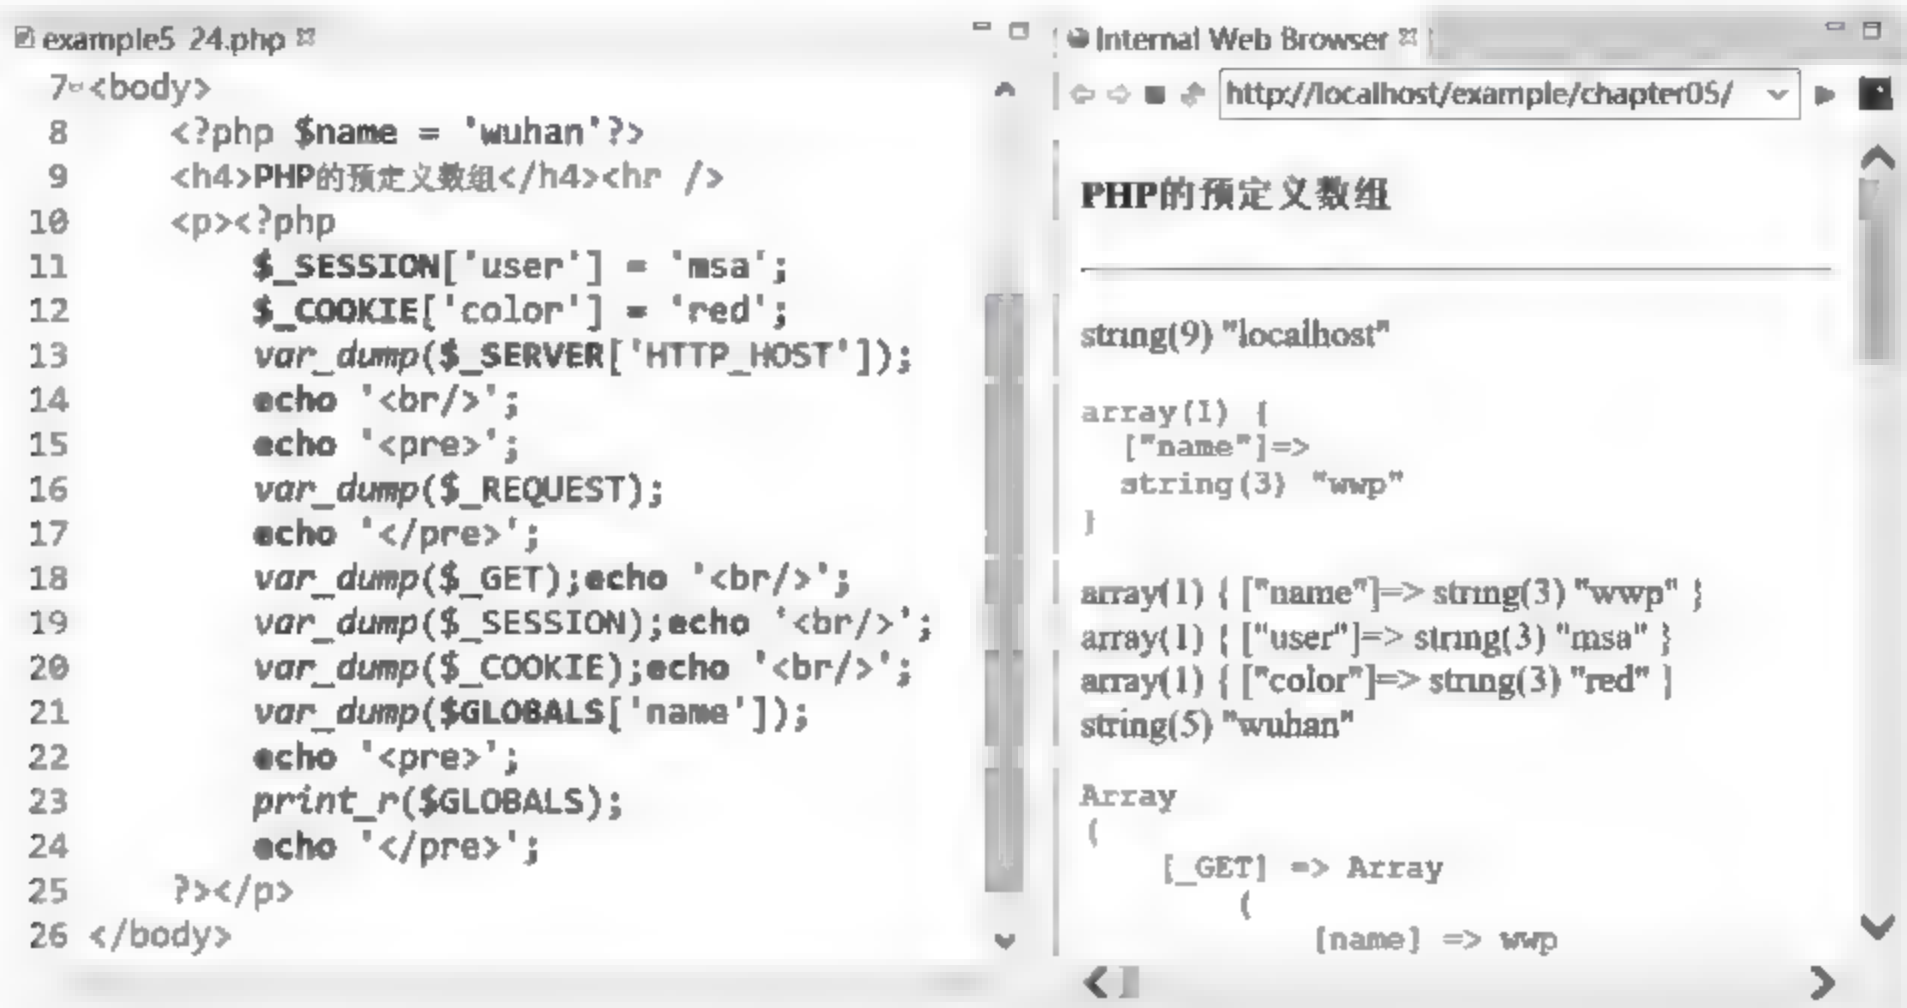 example5_24.php
7 <body>
8 <?php $name = 'wuhan'?>
9 <h4>PHP的预定义数组</h4><hr />
10 <p><?php
11 $_SESSION['user'] = 'msa';
12 $_COOKIE['color'] = 'red';
13 var_dump($_SERVER['HTTP_HOST']);
14 echo '<br/>';
15 echo '<pre>';
16 var_dump($_REQUEST);
17 echo '</pre>';
18 var_dump($_GET);echo '<br/>';
19 var_dump($_SESSION);echo '<br/>';
20 var_dump($_COOKIE);echo '<br/>';
21 var_dump($GLOBALS['name']);
22 echo '<pre>';
23 print_r($GLOBALS);
24 echo '</pre>';
25 ?></p>
26 </body>
Internal Web Browser
http://localhost/example/chapter05/
PHP的预定义数组
string(9) "localhost"
array(1) {
["name"]=>
string(3) "wwp"
}
array(1) { ["name"]=> string(3) "wwp" }
array(1) { ["user"]=> string(3) "msa" }
array(1) { ["color"]=> string(3) "red" }
string(5) "wuhan"
Array
(
[_GET] => Array
(
[name] => wwp